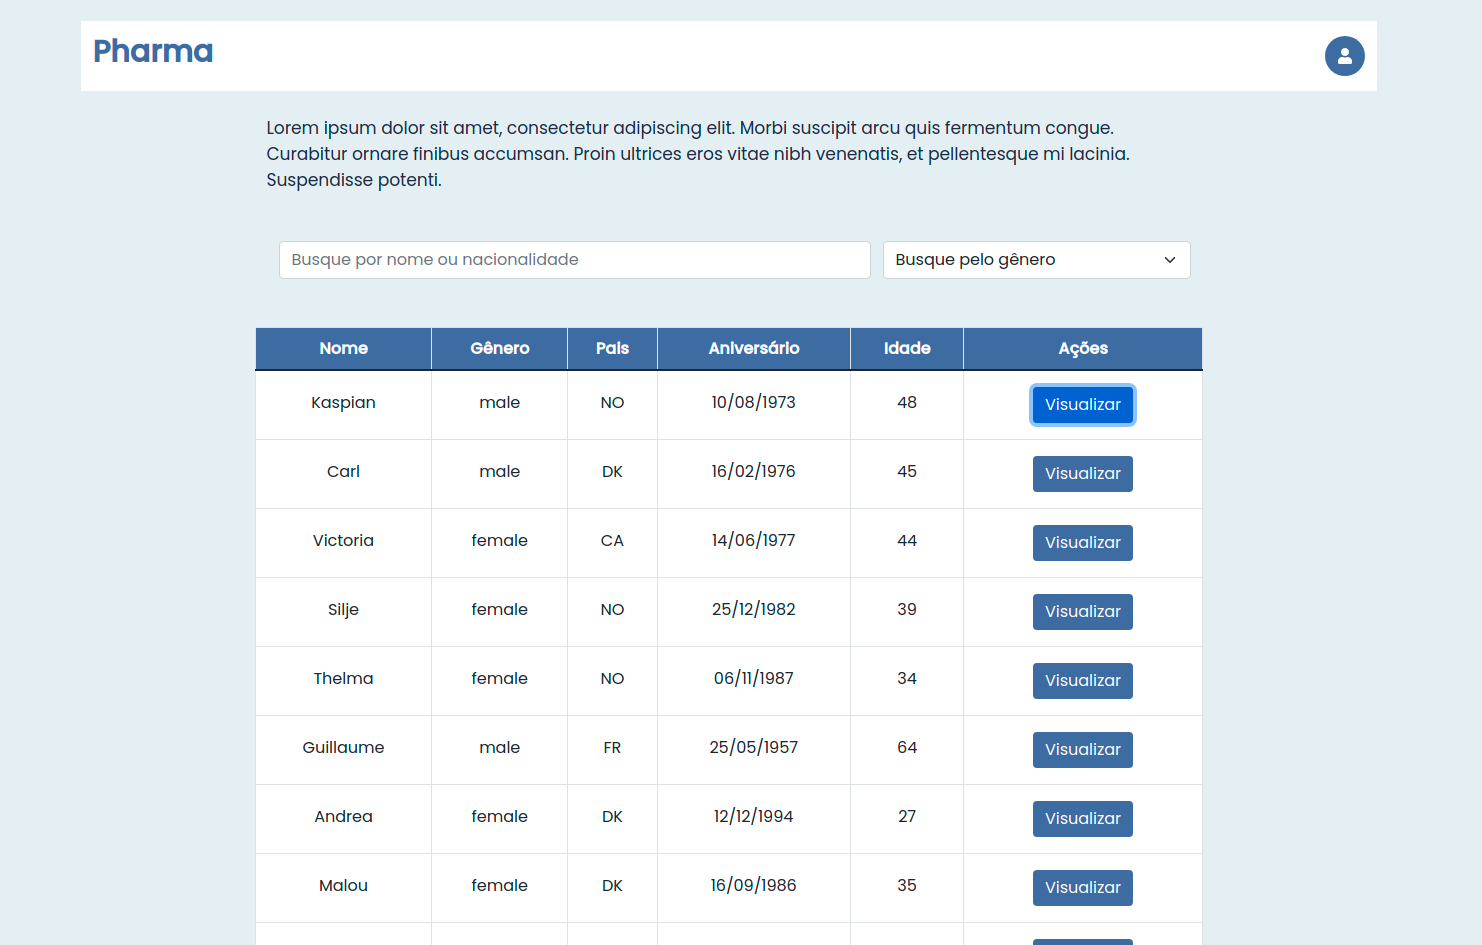 Pharma
Lorem ipsum dolor sit amet, consectetur adipiscing elit. Morbi suscipit arcu quis fermentum congue.
Curabitur ornare finibus accumsan. Proin ultrices eros vitae nibh venenatis, et pellentesque mi lacinia.
Suspendisse potenti.
Busque por nome ou nacionalidade Busque pelo gênero
Nome Gênero Pais Aniversário Idade Ações
Kaspian male NO 10/08/1973 48 Visualizar
Carl male DK 16/02/1976 45 Visualizar
Victoria female CA 14/06/1977 44 Visualizar
Silje female NO 25/12/1982 39 Visualizar
Thelma female NO 06/11/1987 34 Visualizar
Guillaume male FR 25/05/1957 64 Visualizar
Andrea female DK 12/12/1994 27 Visualizar
Malou female DK 16/09/1986 35 Visualizar